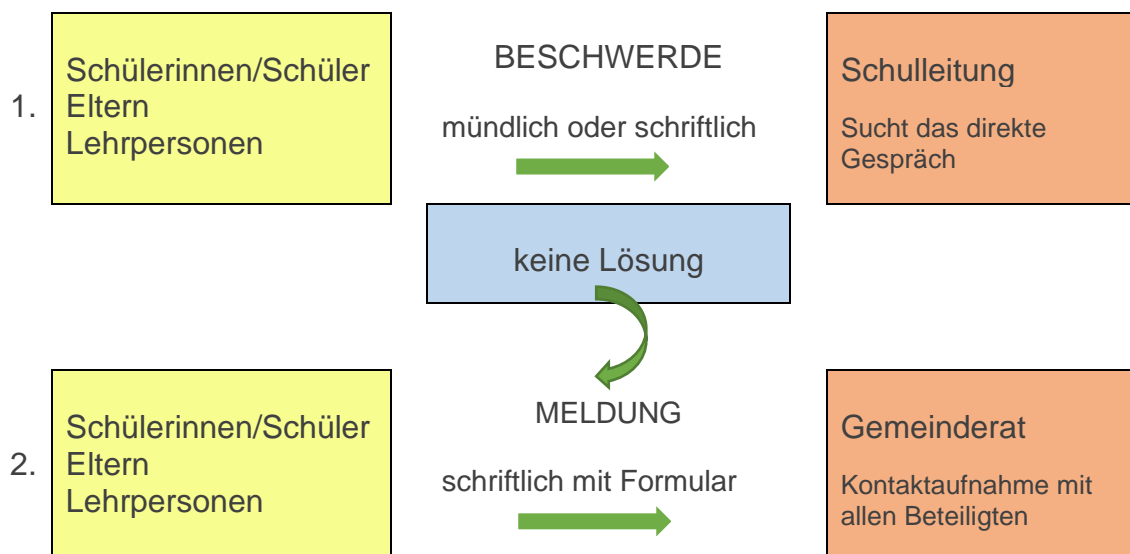 1.
Schülerinnen/Schüler
Eltern
Lehrpersonen
BESCHWERDE
mündlich oder schriftlich
Schulleitung
Sucht das direkte
Gespräch
keine Lösung
2.
Schülerinnen/Schüler
Eltern
Lehrpersonen
MELDUNG
schriftlich mit Formular
Gemeinderat
Kontaktaufnahme mit
allen Beteiligten